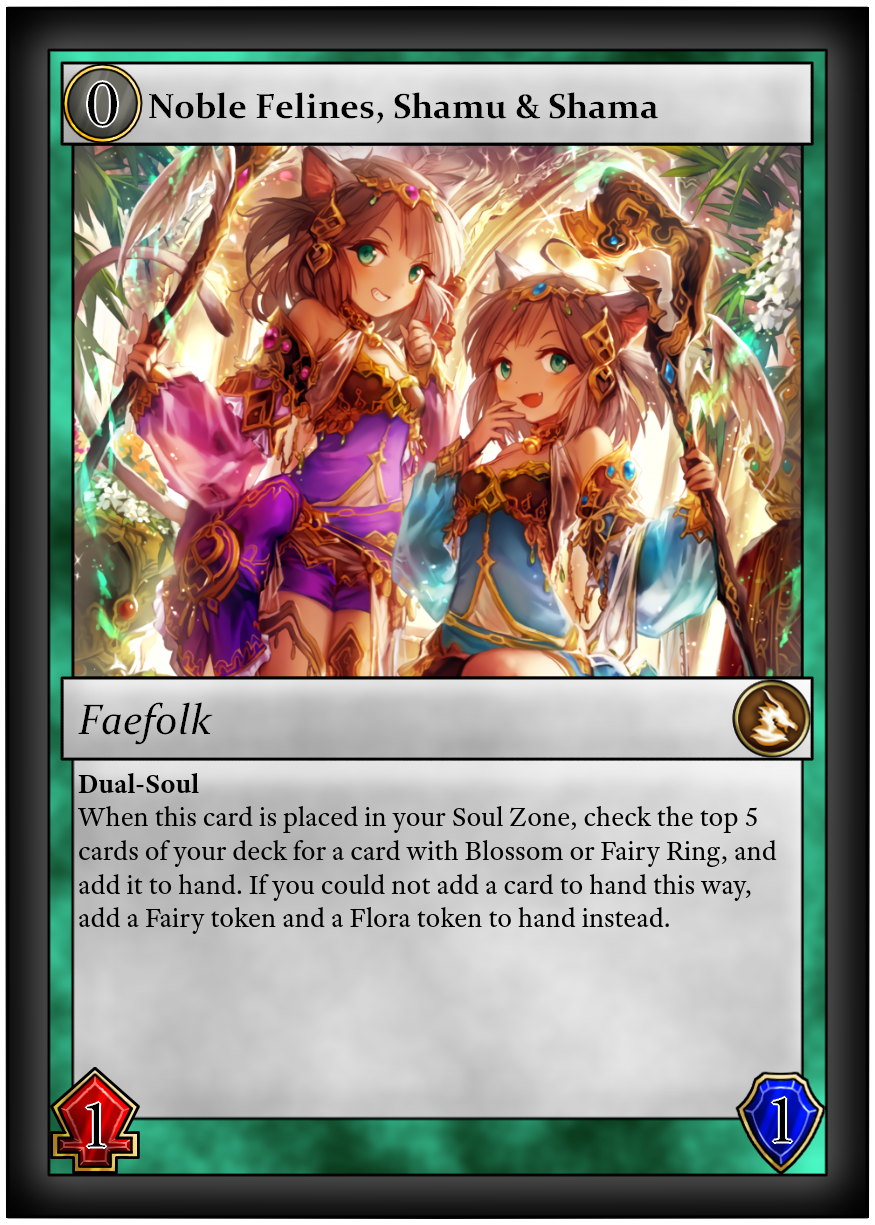 0
Noble Felines, Shamu & Shama
Faefolk
Dual-Soul
When this card is placed in your Soul Zone, check the top 5
cards of your deck for a card with Blossom or Fairy Ring, and
add it to hand. If you could not add a card to hand this way,
add a Fairy token and a Flora token to hand instead.
1
1